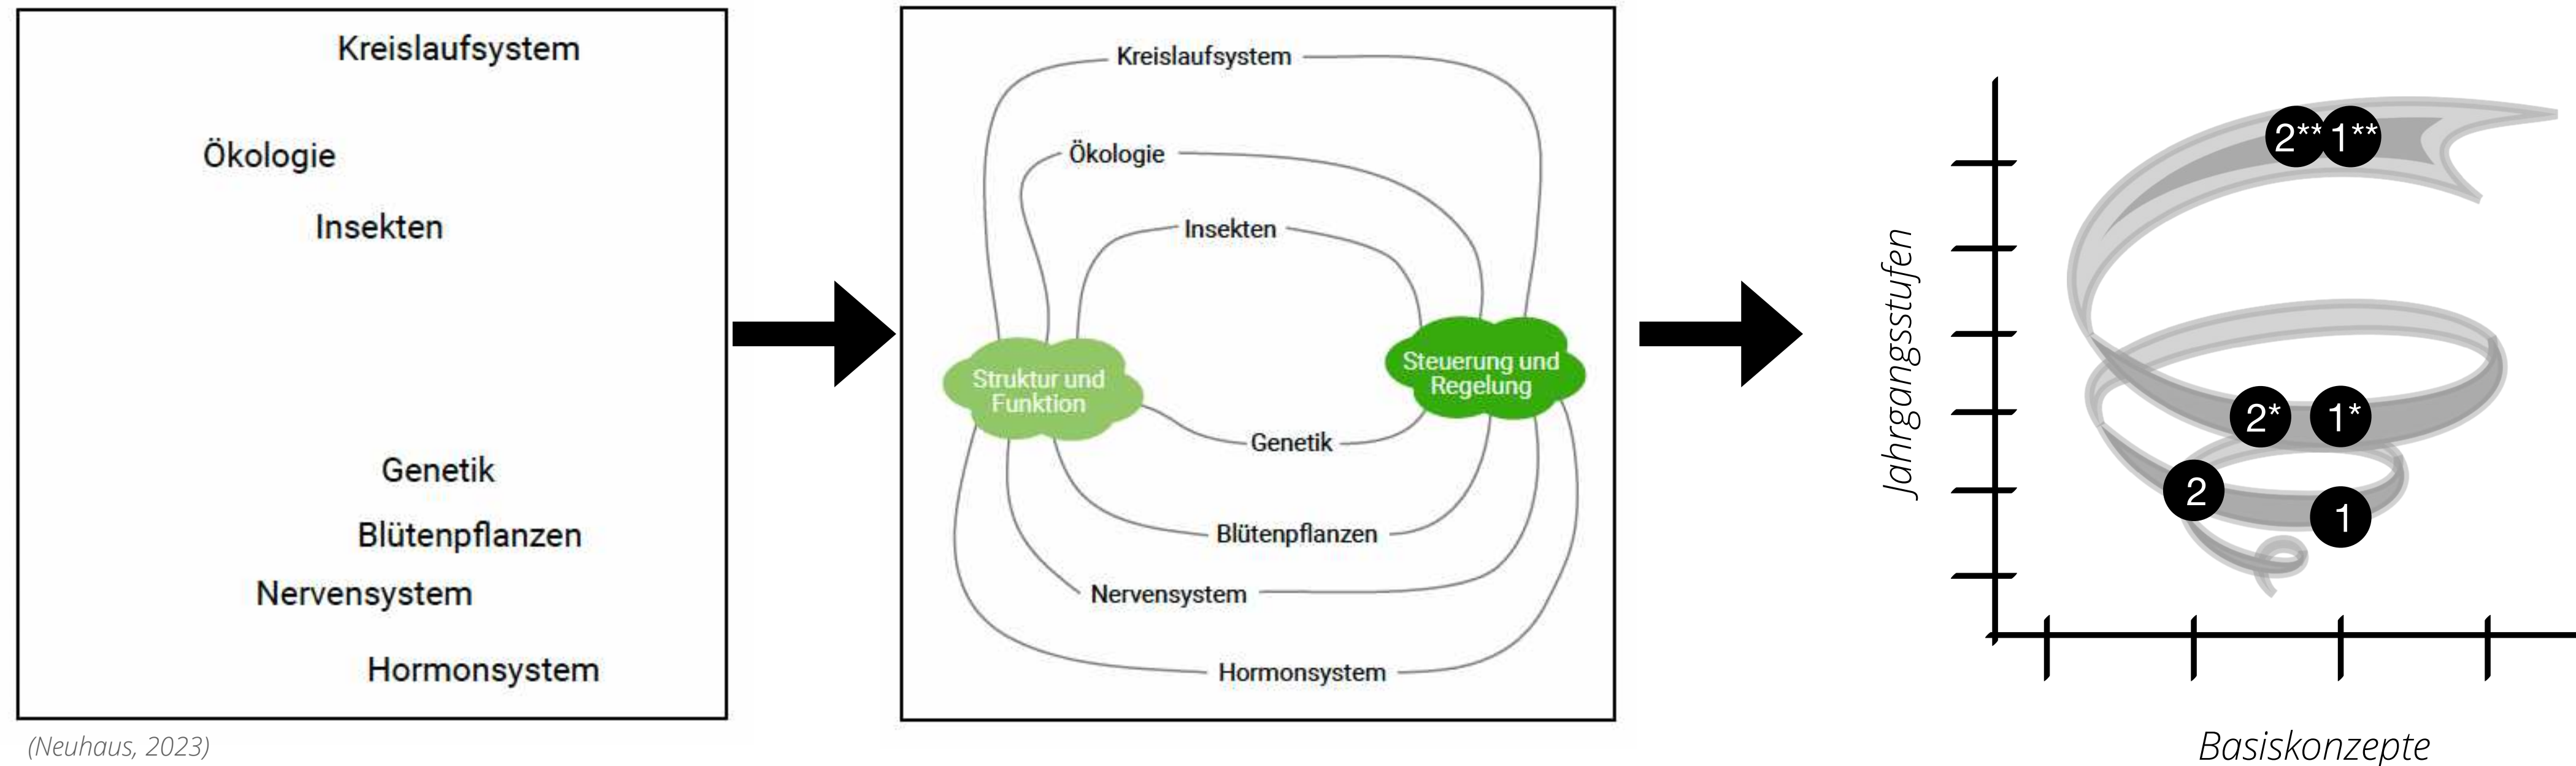 Kreislaufsystem
Ökologie
Insekten
Genetik
Blütenpflanzen
Nervensystem
Hormonsystem
(Neuhaus, 2023)
Kreislaufsystem
Ökologie
Insekten
Struktur und
Funktion
Steuerung und
Regelung
Genetik
Blütenpflanzen
Nervensystem
Hormonsystem
Jahrgangsstufen
2** 1**
2* 1*
2
1
Basiskonzepte